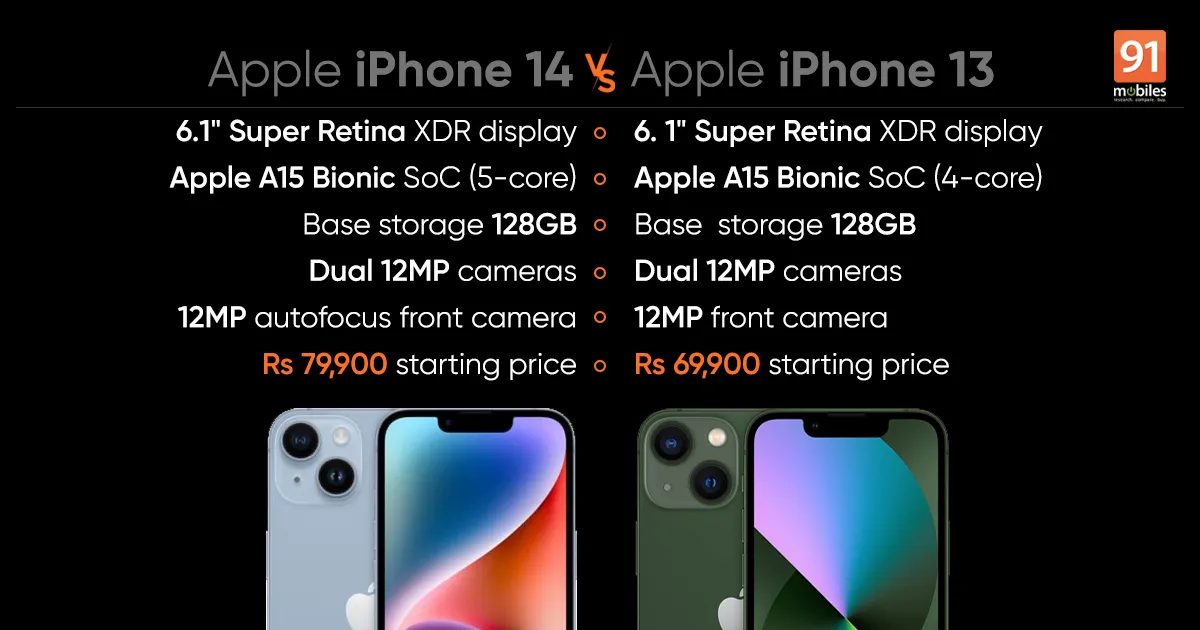 Apple iPhone 14 VS Apple iPhone 13
91
mobiles
research. compare. buy.
6.1" Super Retina XDR display
6. 1" Super Retina XDR display
Apple A15 Bionic SoC (5-core)
Apple A15 Bionic SoC (4-core)
Base storage 128GB
Base storage 128GB
Dual 12MP cameras
Dual 12MP cameras
12MP autofocus front camera
12MP front camera
Rs 79,900 starting price
Rs 69,900 starting price